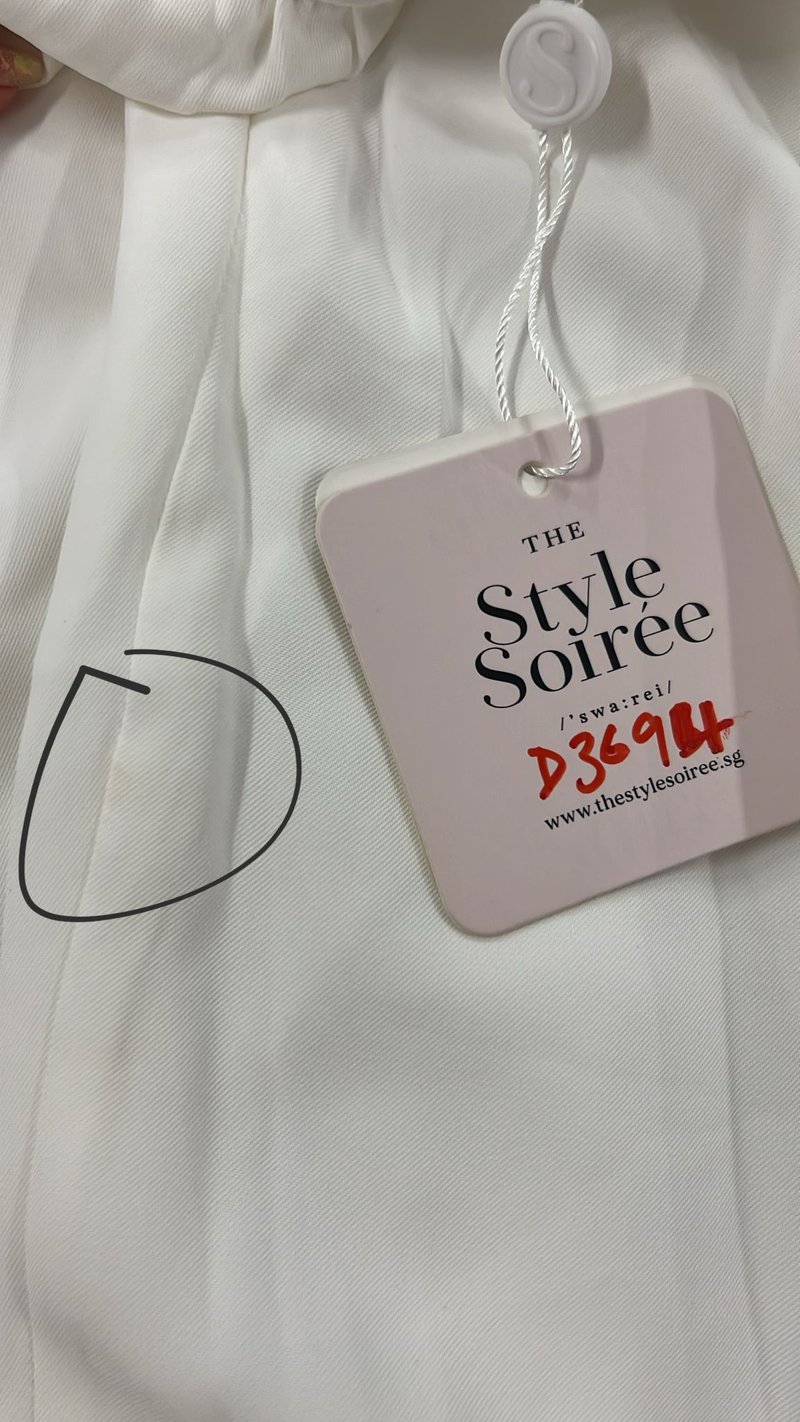 S
THE
Style
Soirée
/'swa:rei/
D369
www.thestylesoiree.sg